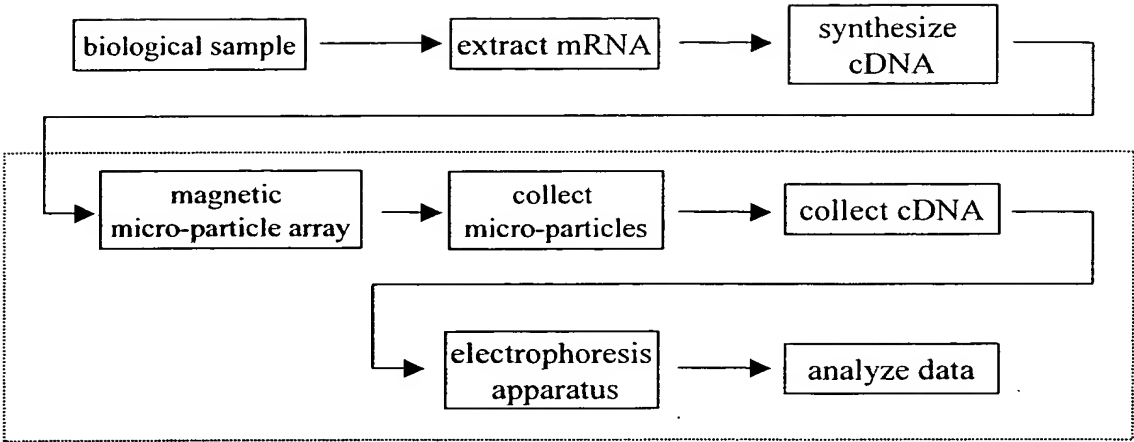 biological sample
extract mRNA
synthesize
cDNA
magnetic
micro-particle array
collect
micro-particles
collect cDNA
electrophoresis
apparatus
analyze data